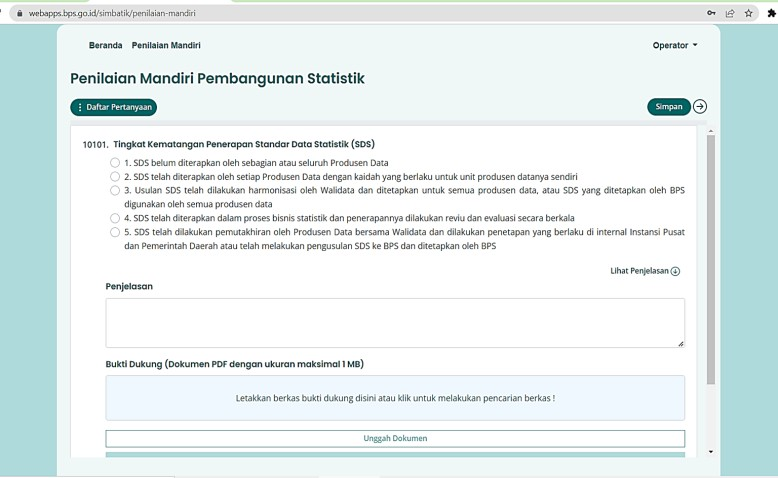 webapps.bps.go.id/simbatik/penilaian-mandiri
Beranda Penilaian Mandiri Operator
Penilaian Mandiri Pembangunan Statistik
Daftar Pertanyaan Simpan
10101. Tingkat Kematangan Penerapan Standar Data Statistik (SDS)
1. SDS belum diterapkan oleh sebagian atau seluruh Produsen Data
2. SDS telah diterapkan oleh setiap Produsen Data dengan kaidah yang berlaku untuk unit produsen datanya sendiri
3. Usulan SDS telah dilakukan harmonisasi oleh Walidata dan ditetapkan untuk semua produsen data, atau SDS yang ditetapkan oleh BPS
digunakan oleh semua produsen data
4. SDS telah diterapkan dalam proses bisnis statistik dan penerapannya dilakukan reviu dan evaluasi secara berkala
5. SDS telah dilakukan pemutakhiran oleh Produsen Data bersama Walidata dan dilakukan penetapan yang berlaku di internal Instansi Pusat
dan Pemerintah Daerah atau telah melakukan pengusulan SDS ke BPS dan ditetapkan oleh BPS
Lihat Penjelasan
Penjelasan
Bukti Dukung (Dokumen PDF dengan ukuran maksimal 1 MB)
Letakkan berkas bukti dukung disini atau klik untuk melakukan pencarian berkas !
Unggah Dokumen